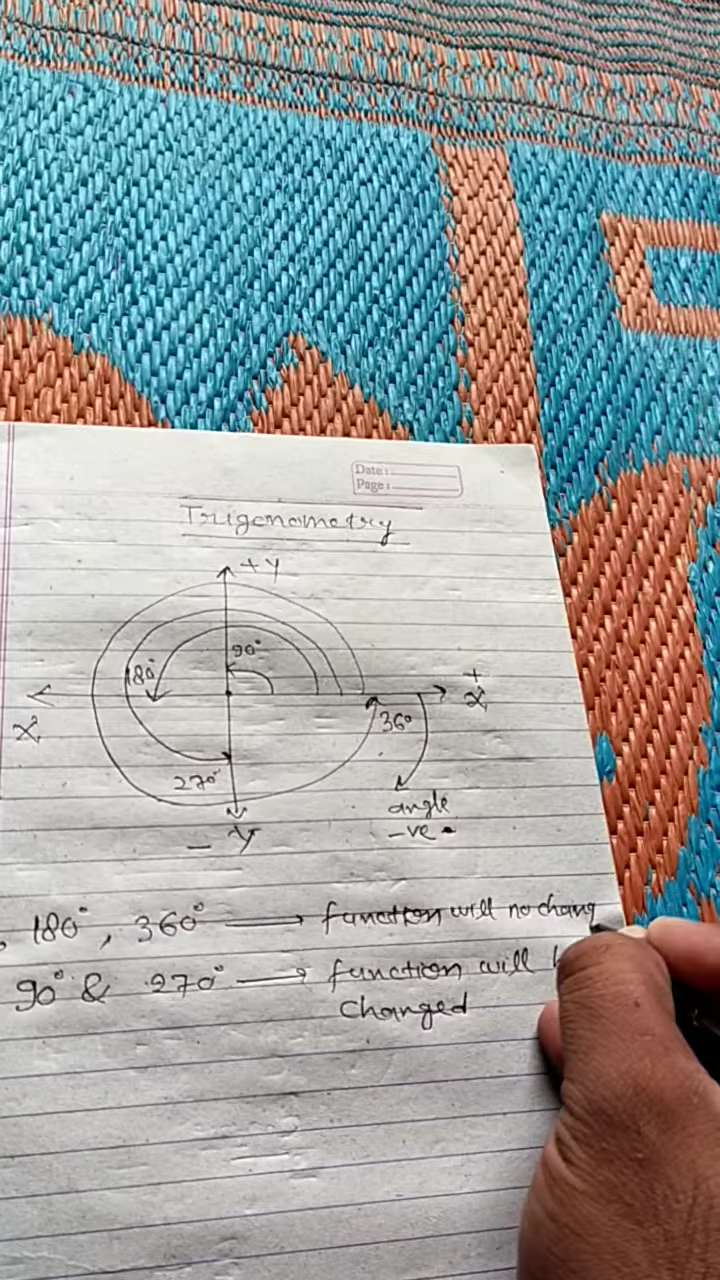 Date :
Page :
Trigenometry
+ Y
90°
180°
+
X
X
360
270°
angle
-ve
- Y
, 180°, 360° → function will no chang
90° & 270° → function will
changed